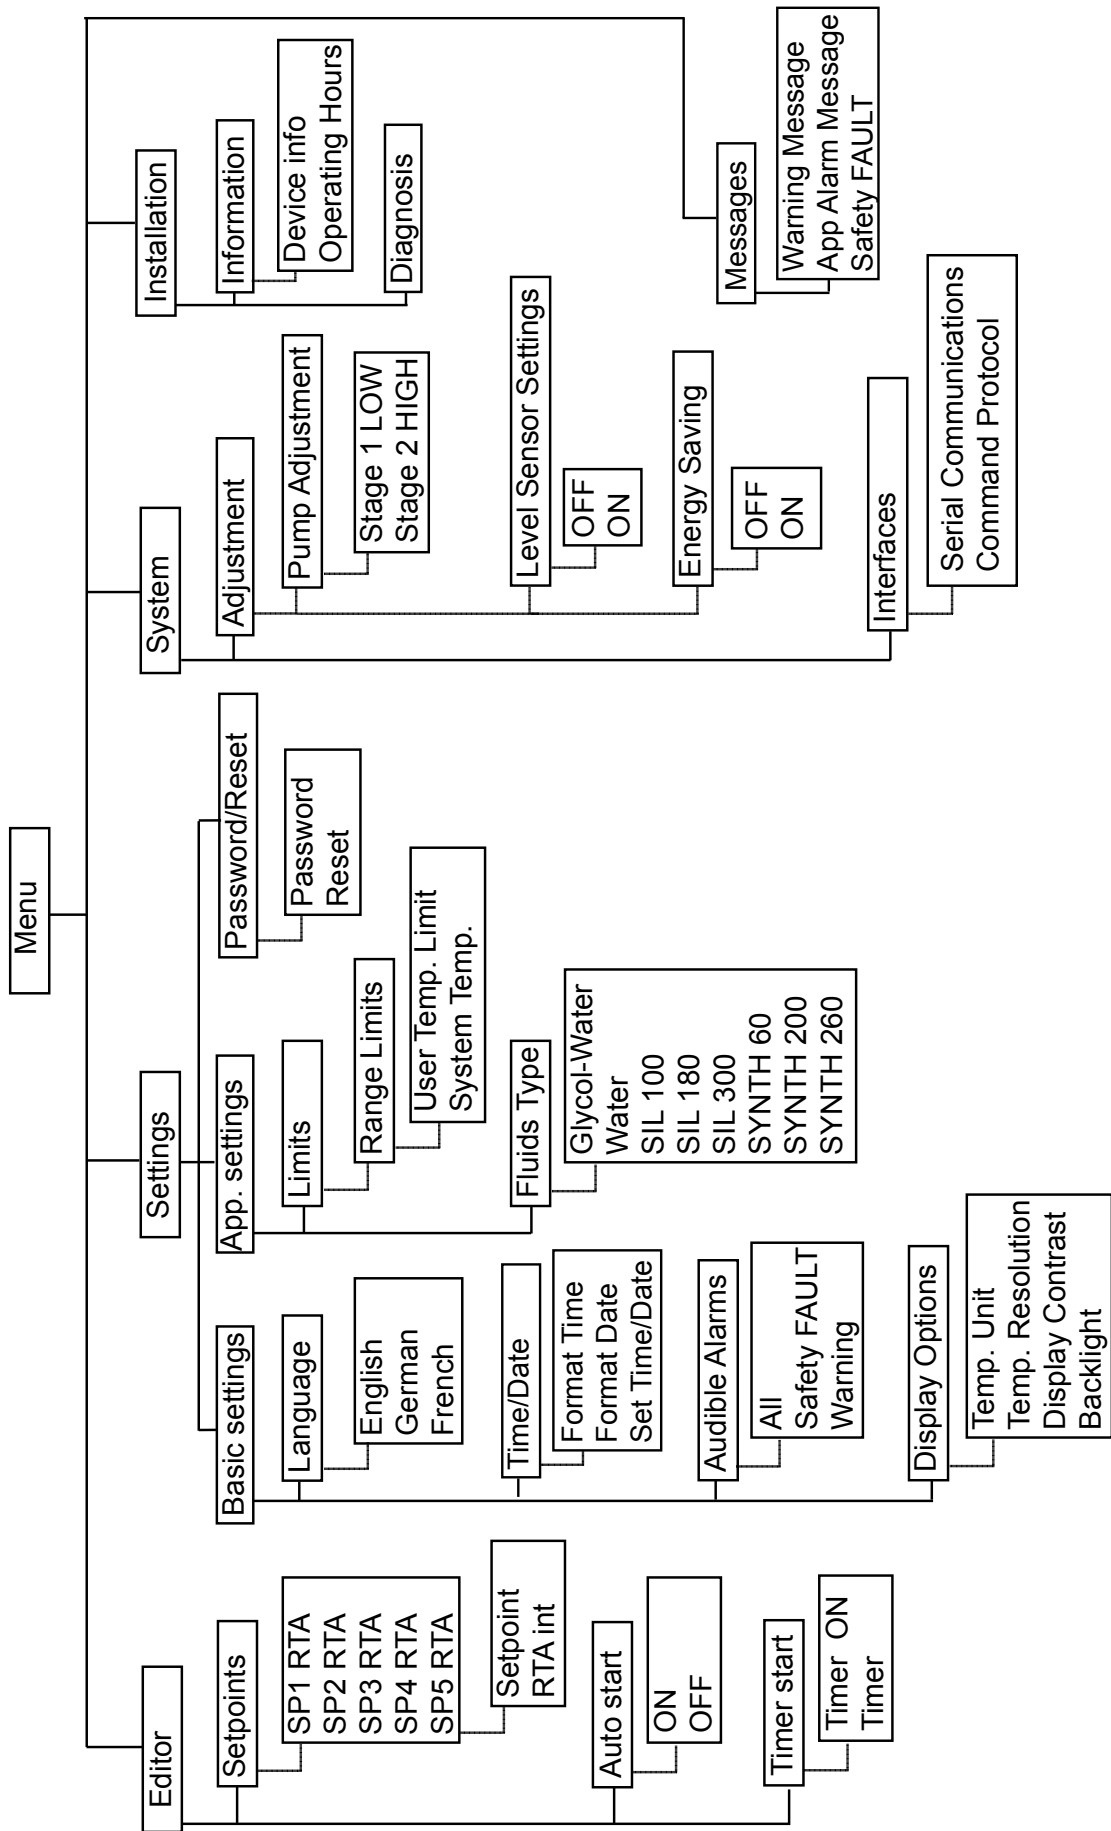 Menu
Editor
Setpoints
SP1 RTA
SP2 RTA
SP3 RTA
SP4 RTA
SP5 RTA
Setpoint
RTA int
Auto start
ON
OFF
Timer start
Timer ON
Timer
Settings
Basic settings
Language
English
German
French
Time/Date
Format Time
Format Date
Set Time/Date
Audible Alarms
All
Safety FAULT
Warning
Display Options
Temp. Unit
Temp. Resolution
Display Contrast
Backlight
App. settings
Limits
Range Limits
User Temp. Limit
System Temp.
Fluids Type
Glycol-Water
Water
SIL 100
SIL 180
SIL 300
SYNTH 60
SYNTH 200
SYNTH 260
Password/Reset
Password
Reset
System
Adjustment
Pump Adjustment
Stage 1 LOW
Stage 2 HIGH
Level Sensor Settings
OFF
ON
Energy Saving
OFF
ON
Interfaces
Serial Communications
Command Protocol
Installation
Information
Device info
Operating Hours
Diagnosis
Messages
Warning Message
App Alarm Message
Safety FAULT